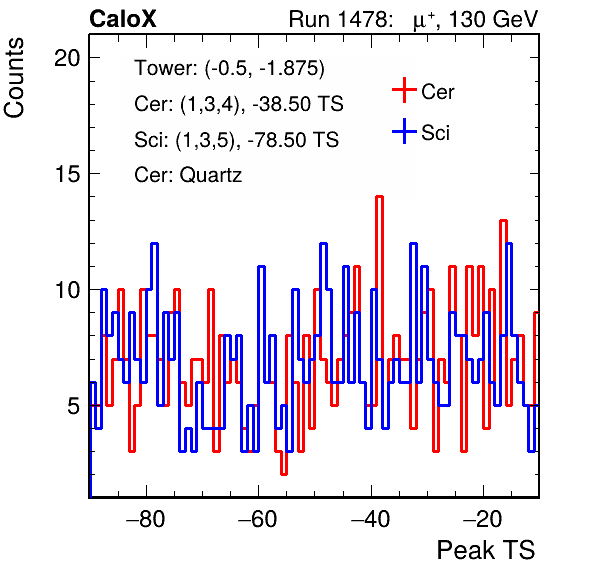 CaloX Run 1478: μ⁺, 130 GeV
Counts
20
15
10
5
Tower: (-0.5, -1.875)
Cer: (1,3,4), -38.50 TS
Sci: (1,3,5), -78.50 TS
Cer: Quartz
Cer
Sci
−80 −60 −40 −20
Peak TS